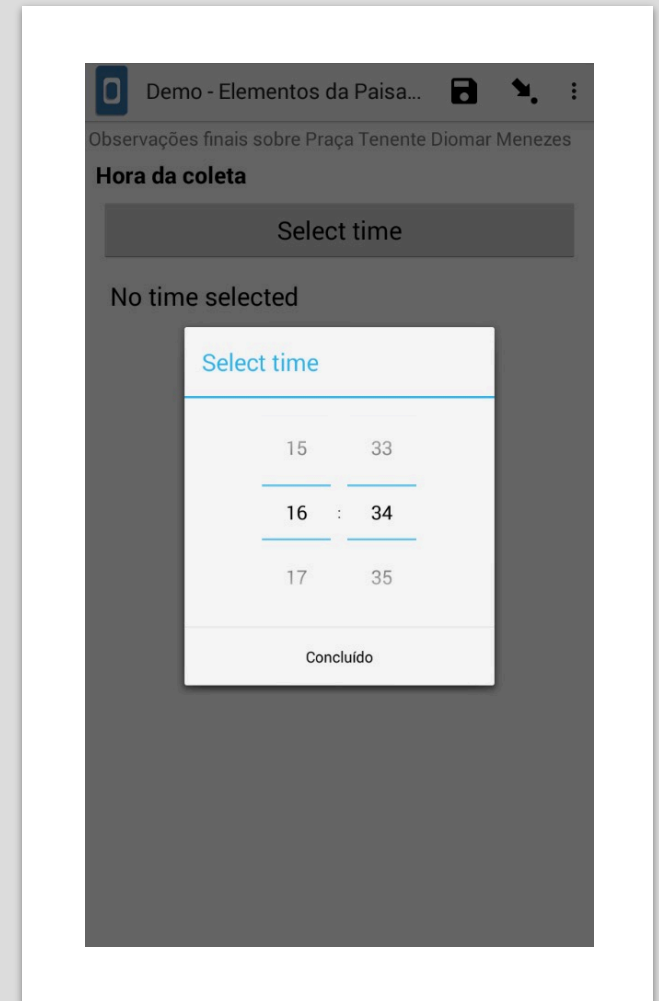 Demo - Elementos da Paisa...
Observações finais sobre Praça Tenente Diomar Menezes
Hora da coleta
Select time
No time selected
Select time
15 33
16 : 34
17 35
Concluído